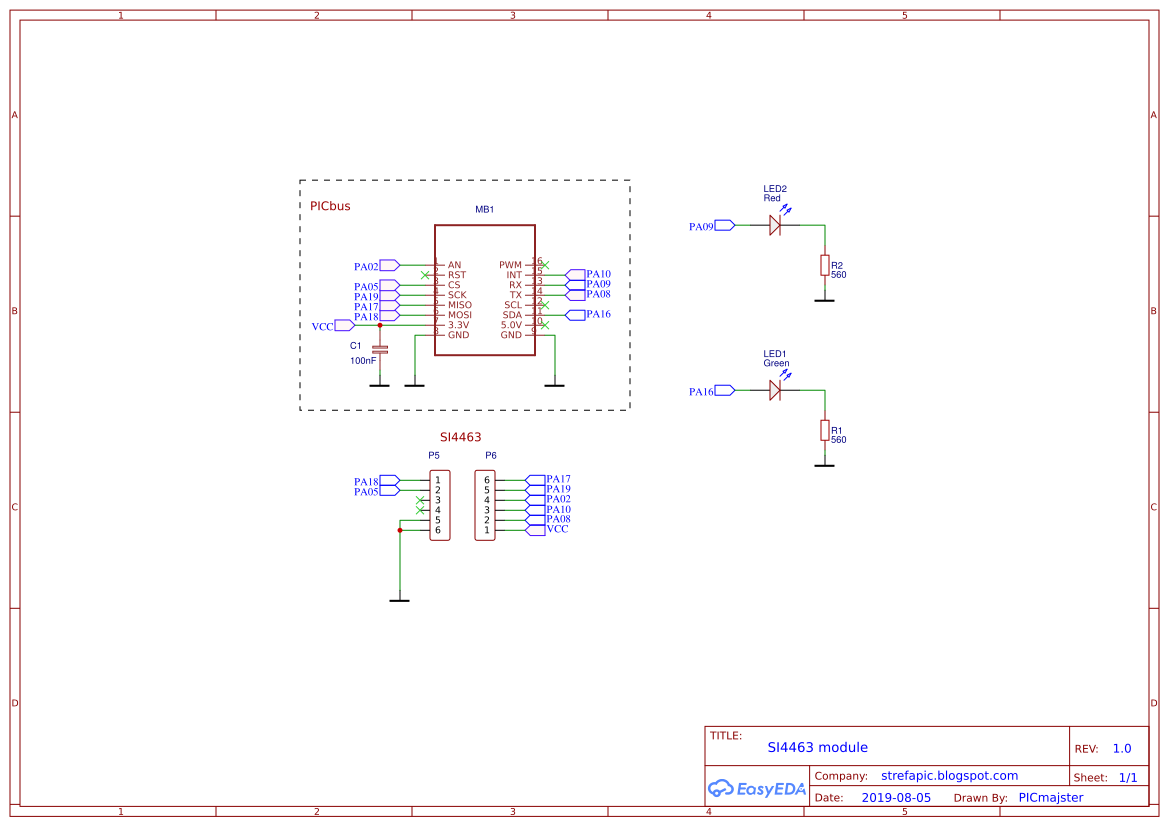 1 2 3 4 5
A A
B B
C C
D D
1 2 3 4 5
PICbus
MB1
PA02
PA05
PA19
PA17
PA18
VCC
C1
100nF
1 AN
2 RST
3 CS
4 SCK
5 MISO
6 MOSI
7 3.3V
8 GND
PWM 16
INT 15
RX 13
TX 14
SCL 12
SDA 11
5.0V 10
GND 9
PA10
PA09
PA08
PA16
LED2
Red
PA09
R2
560
LED1
Green
PA16
R1
560
SI4463
P5 P6
PA18
PA05
1
2
3
4
5
6
6
5
4
3
2
1
PA17
PA19
PA02
PA10
PA08
VCC
TITLE:
SI4463 module
REV: 1.0
EasyEDA
Company: strefapic.blogspot.com
Sheet: 1/1
Date: 2019-08-05 Drawn By: PICmajster